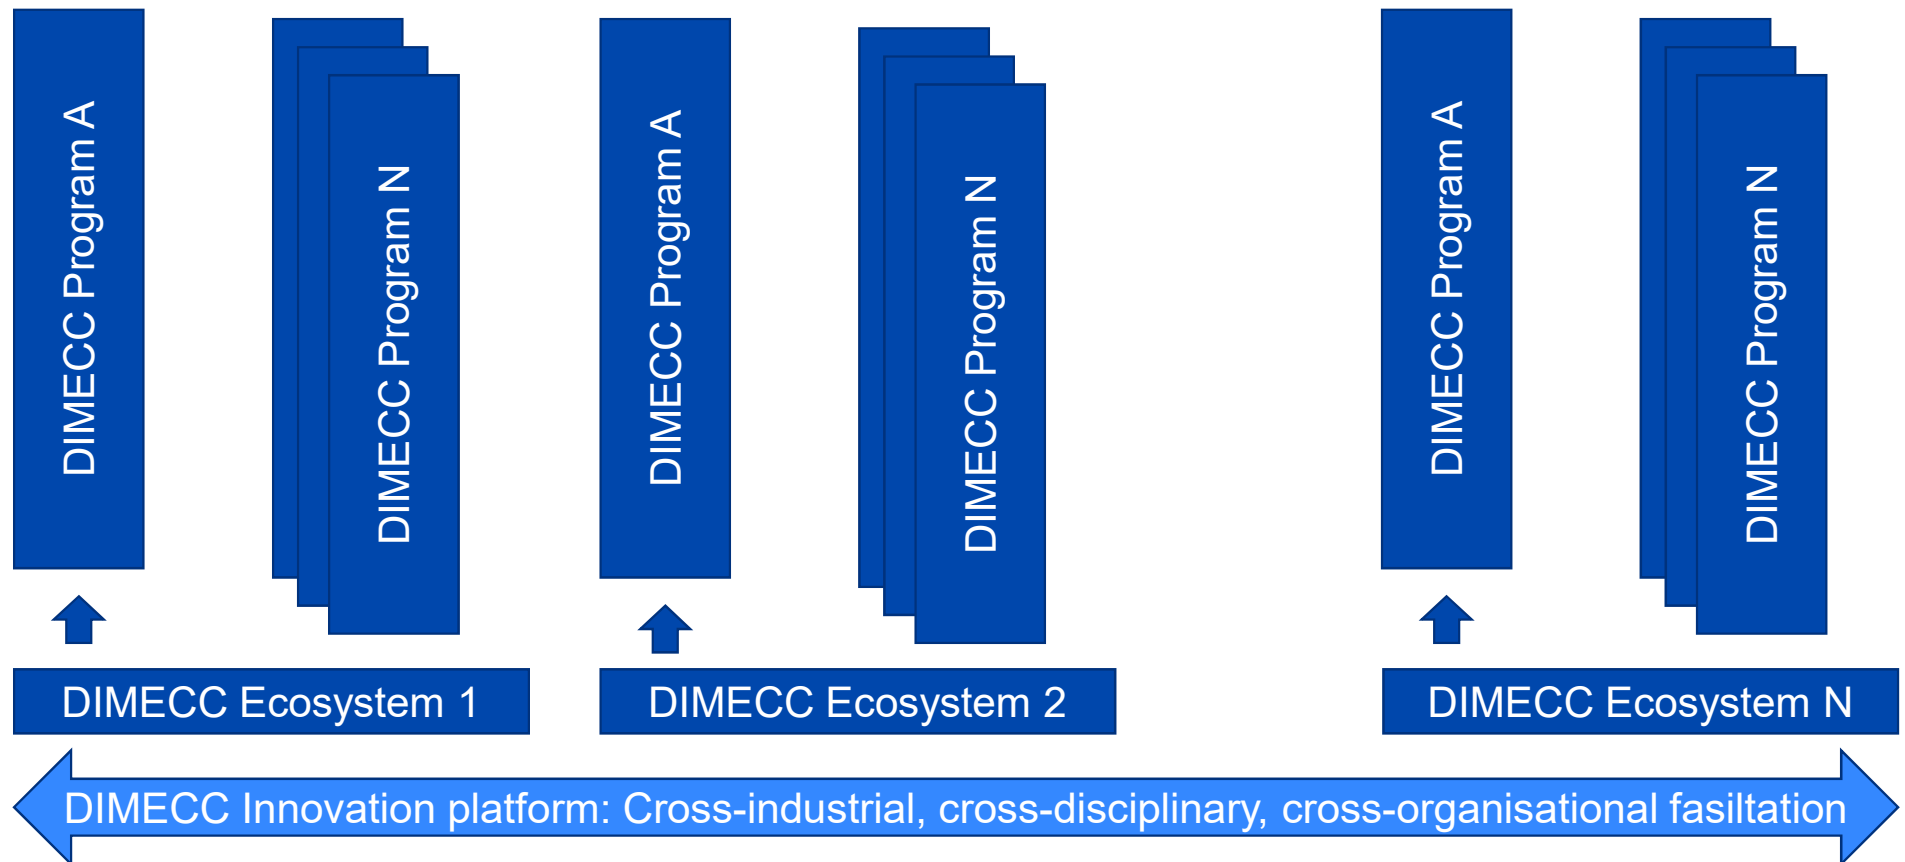 DIMECC Program A
DIMECC Program N
DIMECC Program A
DIMECC Program N
DIMECC Program A
DIMECC Program N
DIMECC Ecosystem 1
DIMECC Ecosystem 2
DIMECC Ecosystem N
DIMECC Innovation platform: Cross-industrial, cross-disciplinary, cross-organisational fasiltation